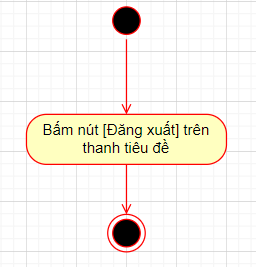 Bấm nút [Đăng xuất] trên
thanh tiêu đề